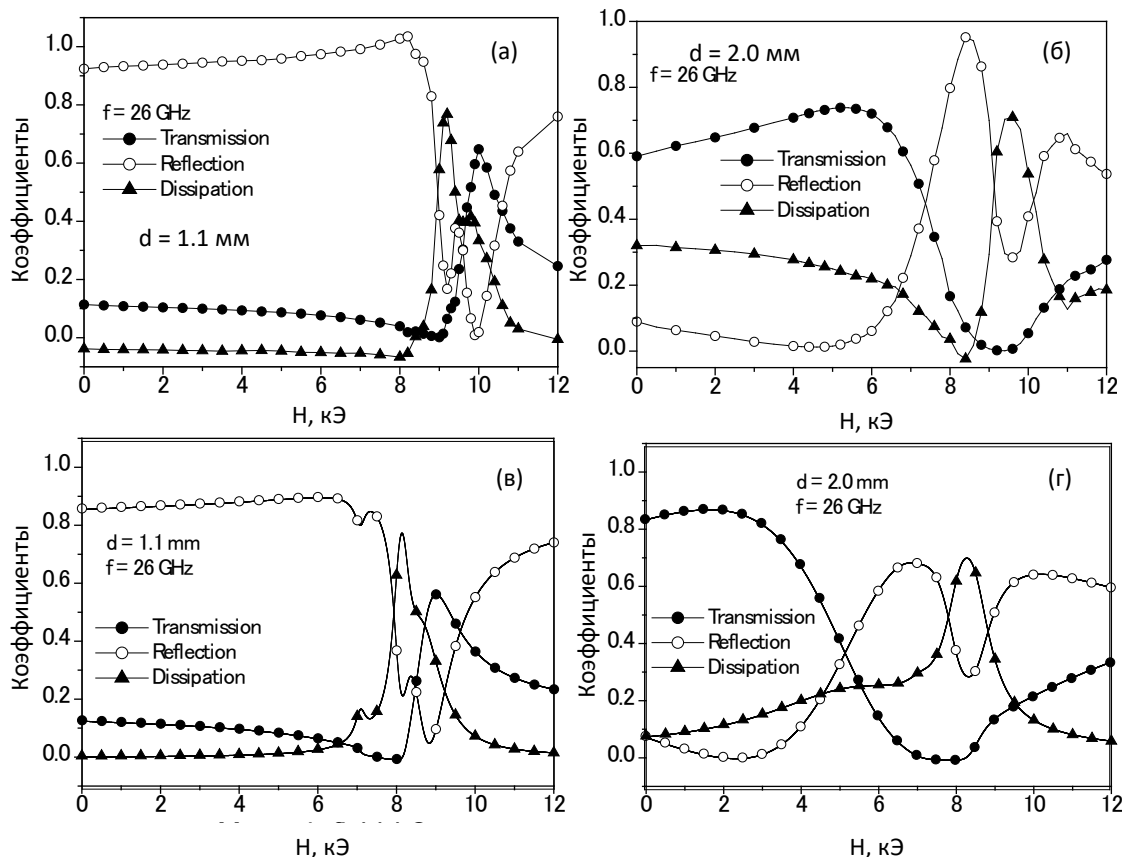 (а)
f = 26 GHz
Transmission
Reflection
Dissipation
d = 1.1 мм
Коэффициенты
0.0
0.2
0.4
0.6
0.8
1.0
0 2 4 6 8 10 12
Н, кЭ
(б)
d = 2.0 мм
f = 26 GHz
Transmission
Reflection
Dissipation
Коэффициенты
0.0
0.2
0.4
0.6
0.8
1.0
0 2 4 6 8 10 12
Н, кЭ
(в)
d = 1.1 mm
f = 26 GHz
Transmission
Reflection
Dissipation
Коэффициенты
0.0
0.2
0.4
0.6
0.8
1.0
0 2 4 6 8 10 12
Н, кЭ
(г)
d = 2.0 mm
f = 26 GHz
Transmission
Reflection
Dissipation
Коэффициенты
0.0
0.2
0.4
0.6
0.8
1.0
0 2 4 6 8 10 12
Н, кЭ